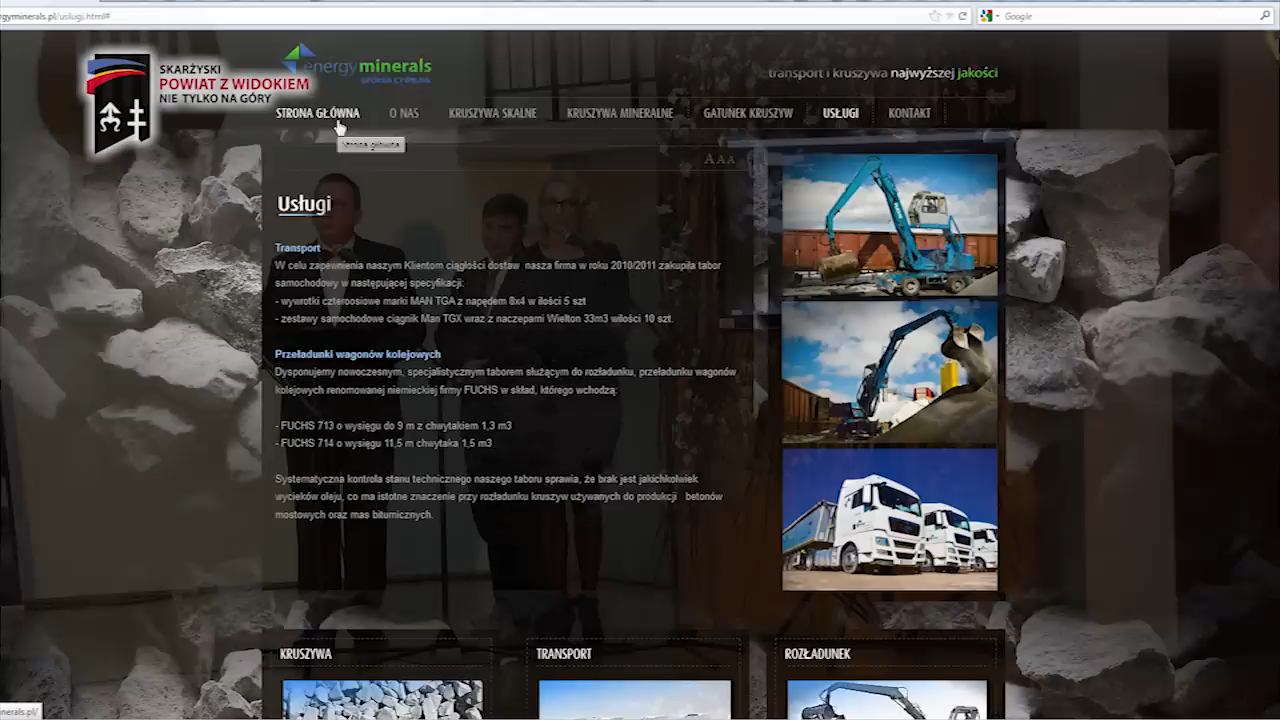 rgyminerals.pl/uslugi.html#
Google
SKARŻYSKI
POWIAT Z WIDOKIEM
NIE TYLKO NA GÓRY
energyminerals
transport i kruszywa najwyższej jakości
STRONA GŁÓWNA
O NAS
KRUSZYWA SKALNE
KRUSZYWA MINERALNE
GATUNEK KRUSZYW
USŁUGI
KONTAKT
Strona główna
A A A
Usługi
Transport
W celu zapewnienia naszym Klientom ciągłości dostaw nasza firma w roku 2010/2011 zakupiła tabor
samochodowy w następującej specyfikacji:
- wywrotki czteroosiowe marki MAN TGA z napędem 8x4 w ilości 5 szt
- zestawy samochodowe ciągnik Man TGX wraz z naczepami Wielton 33m3 wilości 10 szt.
Przeładunki wagonów kolejowych
Dysponujemy nowoczesnym, specjalistycznym taborem służącym do rozładunku, przeładunku wagonów
kolejowych renomowanej niemieckiej firmy FUCHS w skład, którego wchodzą:
- FUCHS 713 o wysięgu do 9 m z chwytakiem 1,3 m3
- FUCHS 714 o wysięgu 11,5 m chwytaka 1,5 m3
Systematyczna kontrola stanu technicznego naszego taboru sprawia, że brak jest jakichkolwiek
wycieków oleju, co ma istotne znaczenie przy rozładunku kruszyw używanych do produkcji betonów
mostowych oraz mas bitumicznych.
KRUSZYWA
TRANSPORT
ROZŁADUNEK
nerals.pl/